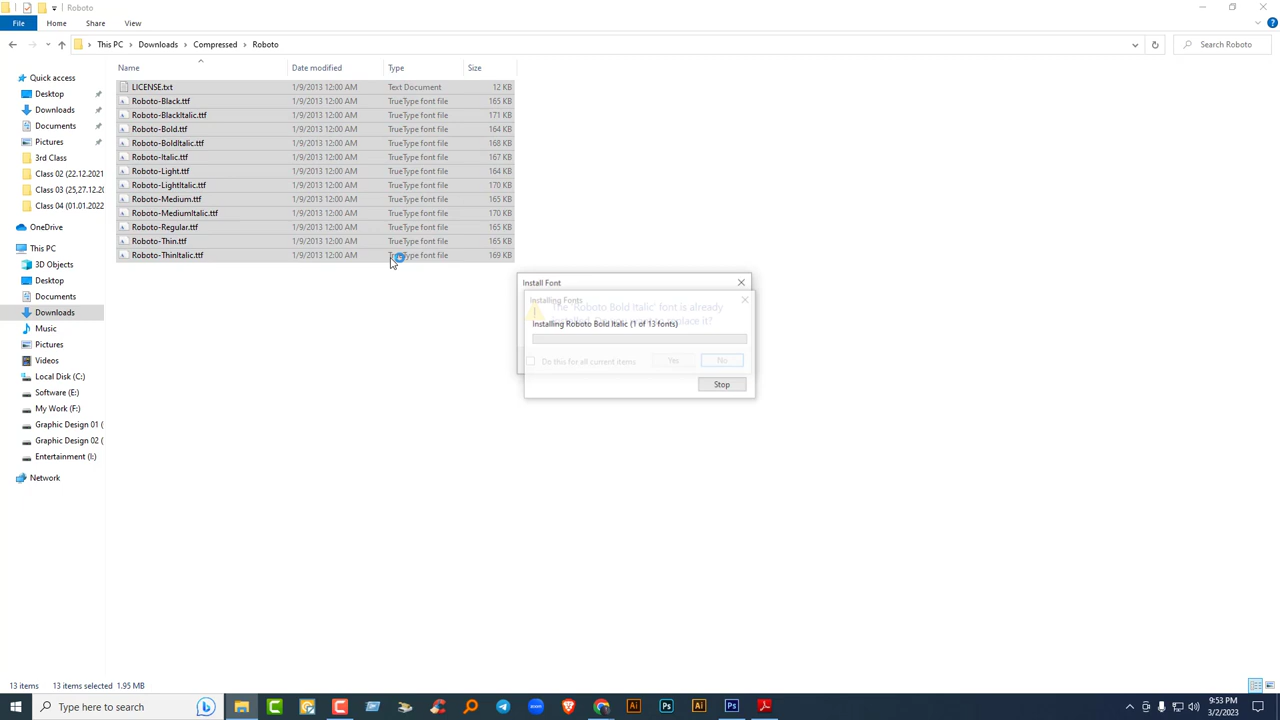 Roboto
File
Home
Share
View
This PC
Downloads
Compressed
Roboto
Search Roboto
Name
Date modified
Type
Size
LICENSE.txt 1/9/2013 12:00 AM Text Document 12 KB
Roboto-Black.ttf 1/9/2013 12:00 AM TrueType font file 165 KB
Roboto-BlackItalic.ttf 1/9/2013 12:00 AM TrueType font file 171 KB
Roboto-Bold.ttf 1/9/2013 12:00 AM TrueType font file 164 KB
Roboto-BoldItalic.ttf 1/9/2013 12:00 AM TrueType font file 168 KB
Roboto-Italic.ttf 1/9/2013 12:00 AM TrueType font file 167 KB
Roboto-Light.ttf 1/9/2013 12:00 AM TrueType font file 164 KB
Roboto-LightItalic.ttf 1/9/2013 12:00 AM TrueType font file 170 KB
Roboto-Medium.ttf 1/9/2013 12:00 AM TrueType font file 165 KB
Roboto-MediumItalic.ttf 1/9/2013 12:00 AM TrueType font file 170 KB
Roboto-Regular.ttf 1/9/2013 12:00 AM TrueType font file 165 KB
Roboto-Thin.ttf 1/9/2013 12:00 AM TrueType font file 165 KB
Roboto-ThinItalic.ttf 1/9/2013 12:00 AM TrueType font file 169 KB
Quick access
Desktop
Downloads
Documents
Pictures
3rd Class
Class 02 (22.12.2021
Class 03 (25,27.12.20
Class 04 (01.01.2022
OneDrive
This PC
3D Objects
Desktop
Documents
Downloads
Music
Pictures
Videos
Local Disk (C:)
Software (E:)
My Work (F:)
Graphic Design 01 (
Graphic Design 02 (
Entertainment (I:)
Network
Install Font
Installing Fonts
The 'Roboto Bold Italic' font is already
replace it?
Installing Roboto Bold Italic (1 of 13 fonts)
Do this for all current items
Yes
No
Stop
13 items
13 items selected 1.95 MB
Type here to search
9:53 PM
3/2/2023